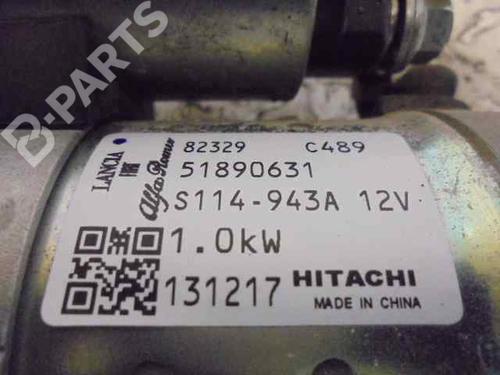 B-PARTS
82329 C489
LANCIA
FIAT
Alfa Romeo
51890631
S114-943A 12V
1.0kW
131217 HITACHI
MADE IN CHINA